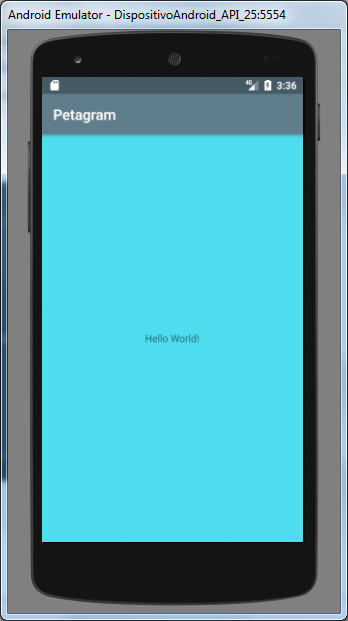 Android Emulator - DispositivoAndroid_API_25:5554
4G 3:36
Petagram
Hello World!